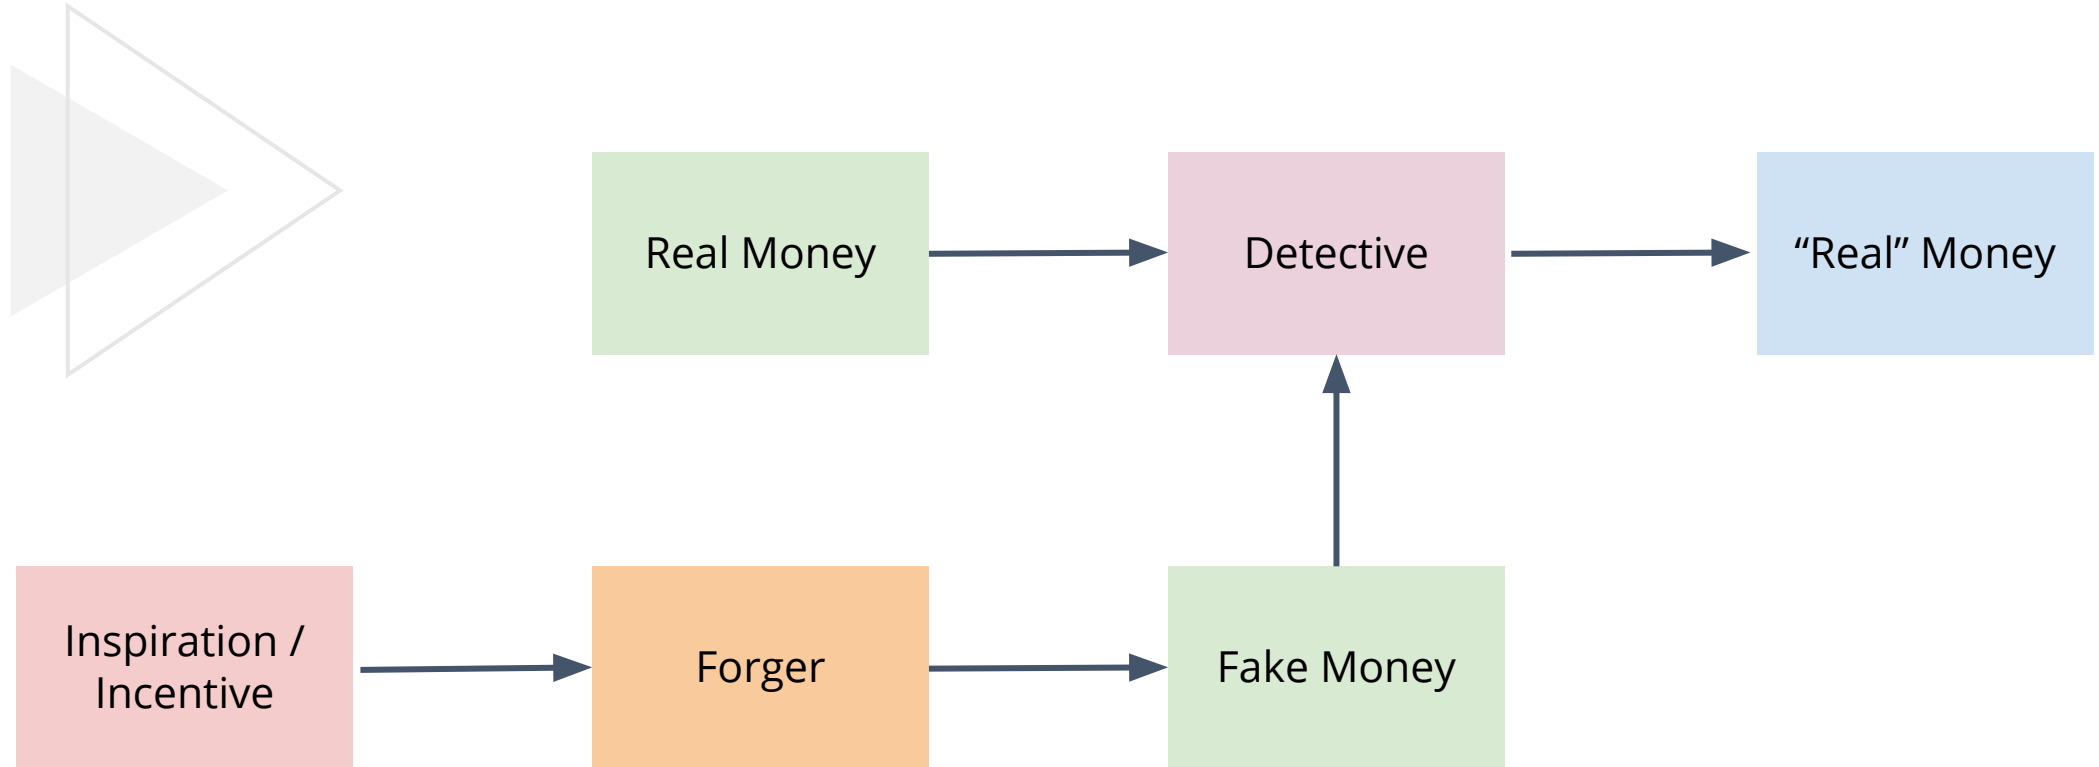 Real Money
Detective
“Real” Money
Inspiration /
Incentive
Forger
Fake Money